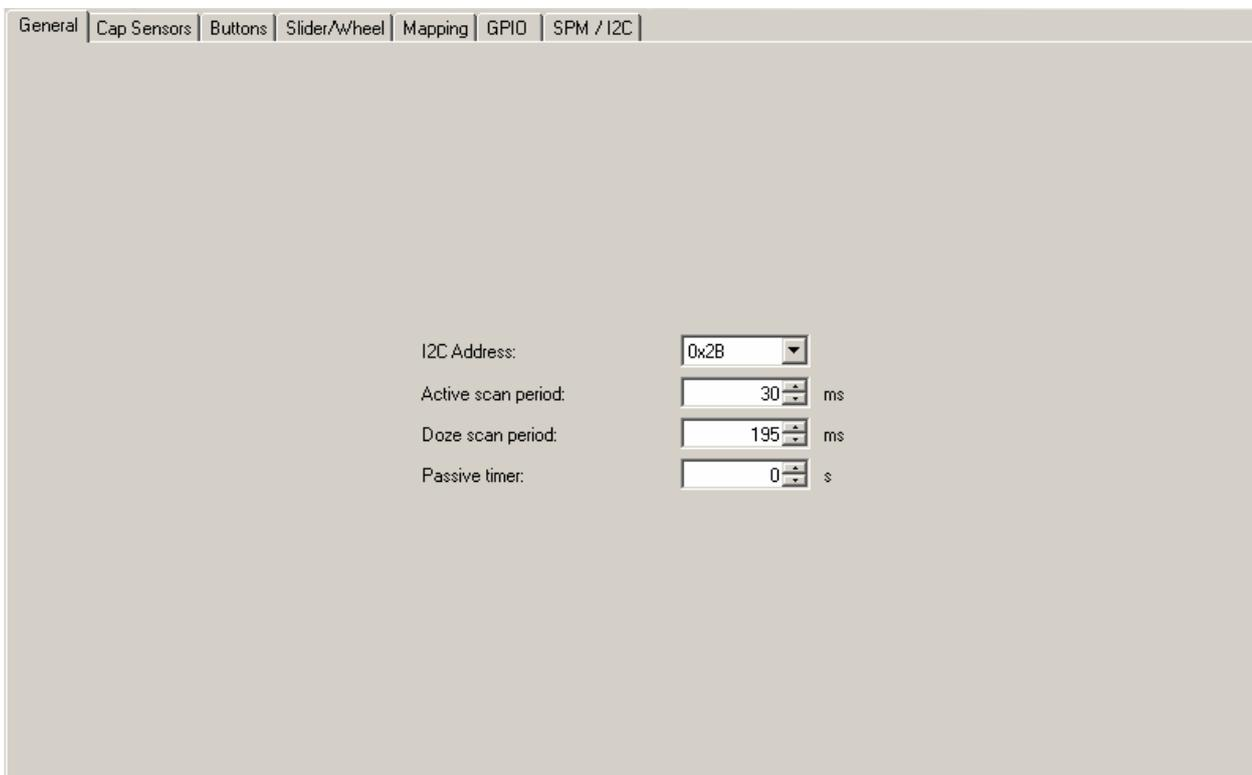 General Cap Sensors Buttons Slider/Wheel Mapping GPIO SPM / I2C
I2C Address: 0x2B
Active scan period: 30 ms
Doze scan period: 195 ms
Passive timer: 0 s